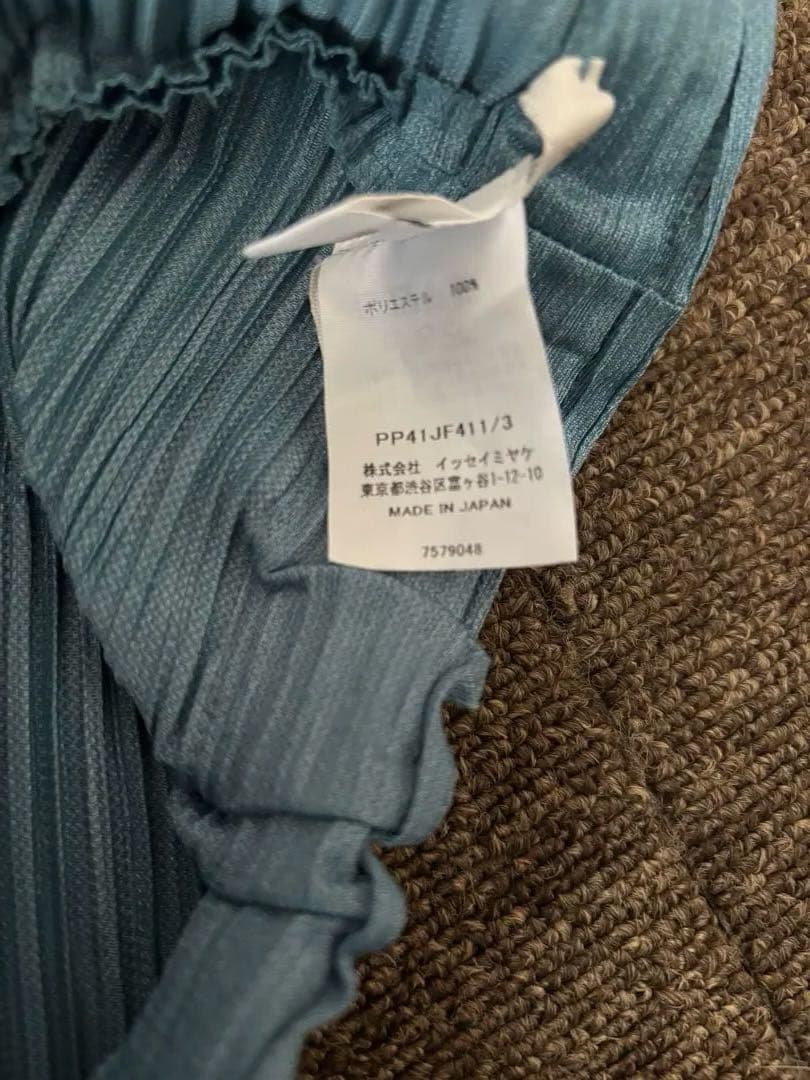 ポリエステル 100%
PP41JF411/3
株式会社 イッセイミヤケ
東京都渋谷区富ヶ谷1-12-10
MADE IN JAPAN
7579048